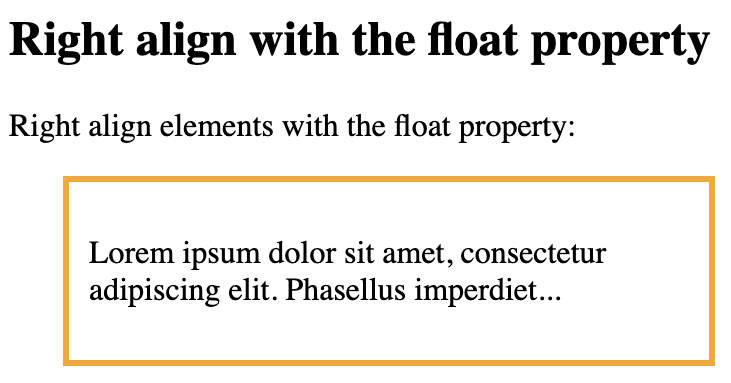 Right align with the float property
Right align elements with the float property:
Lorem ipsum dolor sit amet, consectetur
adipiscing elit. Phasellus imperdiet...